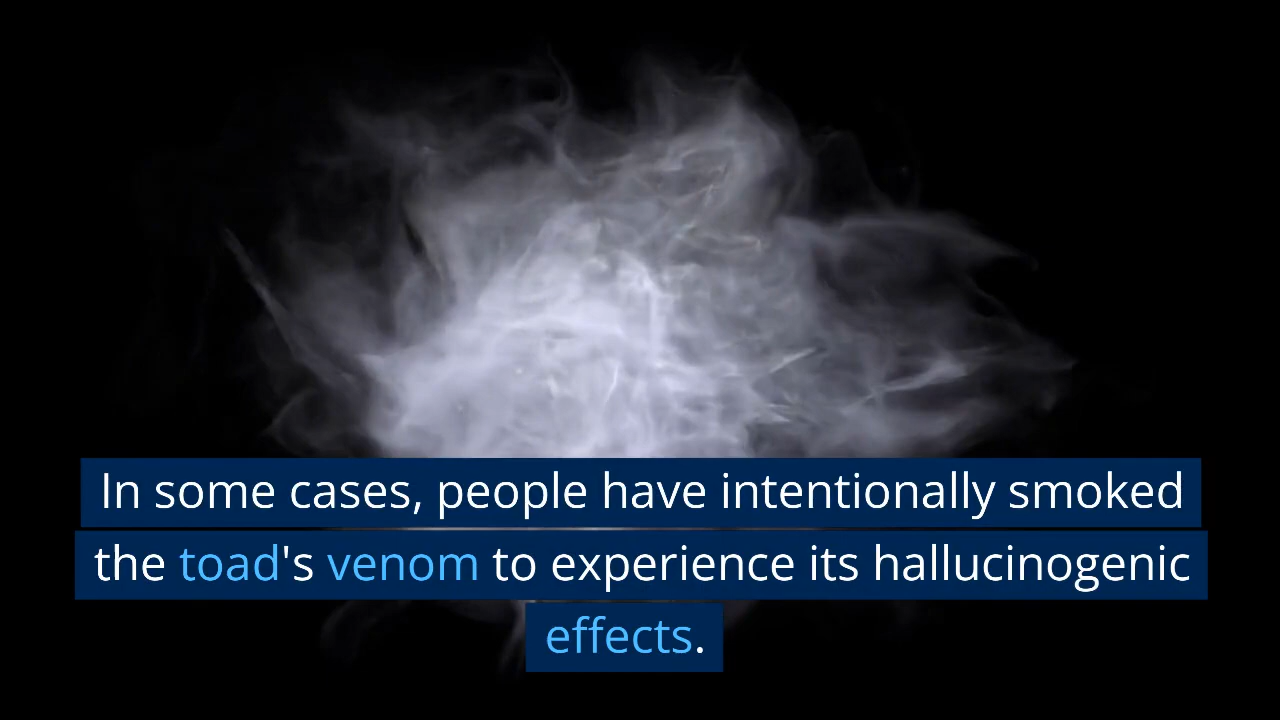 In some cases, people have intentionally smoked
the toad's venom to experience its hallucinogenic
effects.